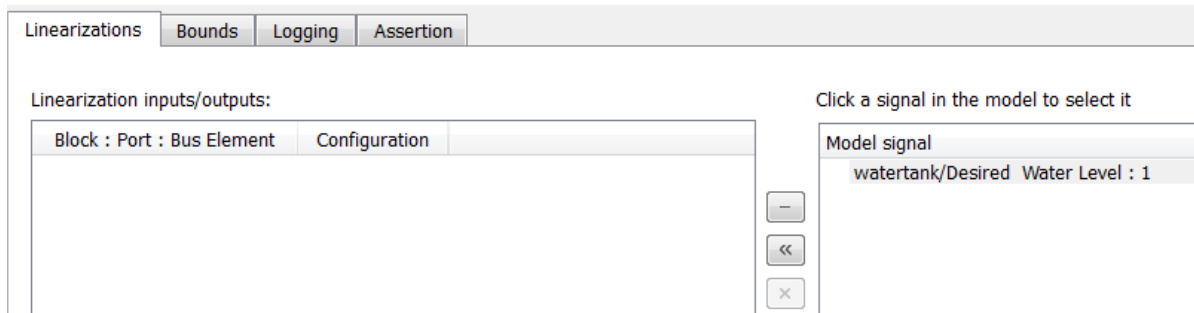 Linearizations Bounds Logging Assertion
Linearization inputs/outputs: Click a signal in the model to select it
Block : Port : Bus Element Configuration Model signal
watertank/Desired Water Level : 1
−
«
×